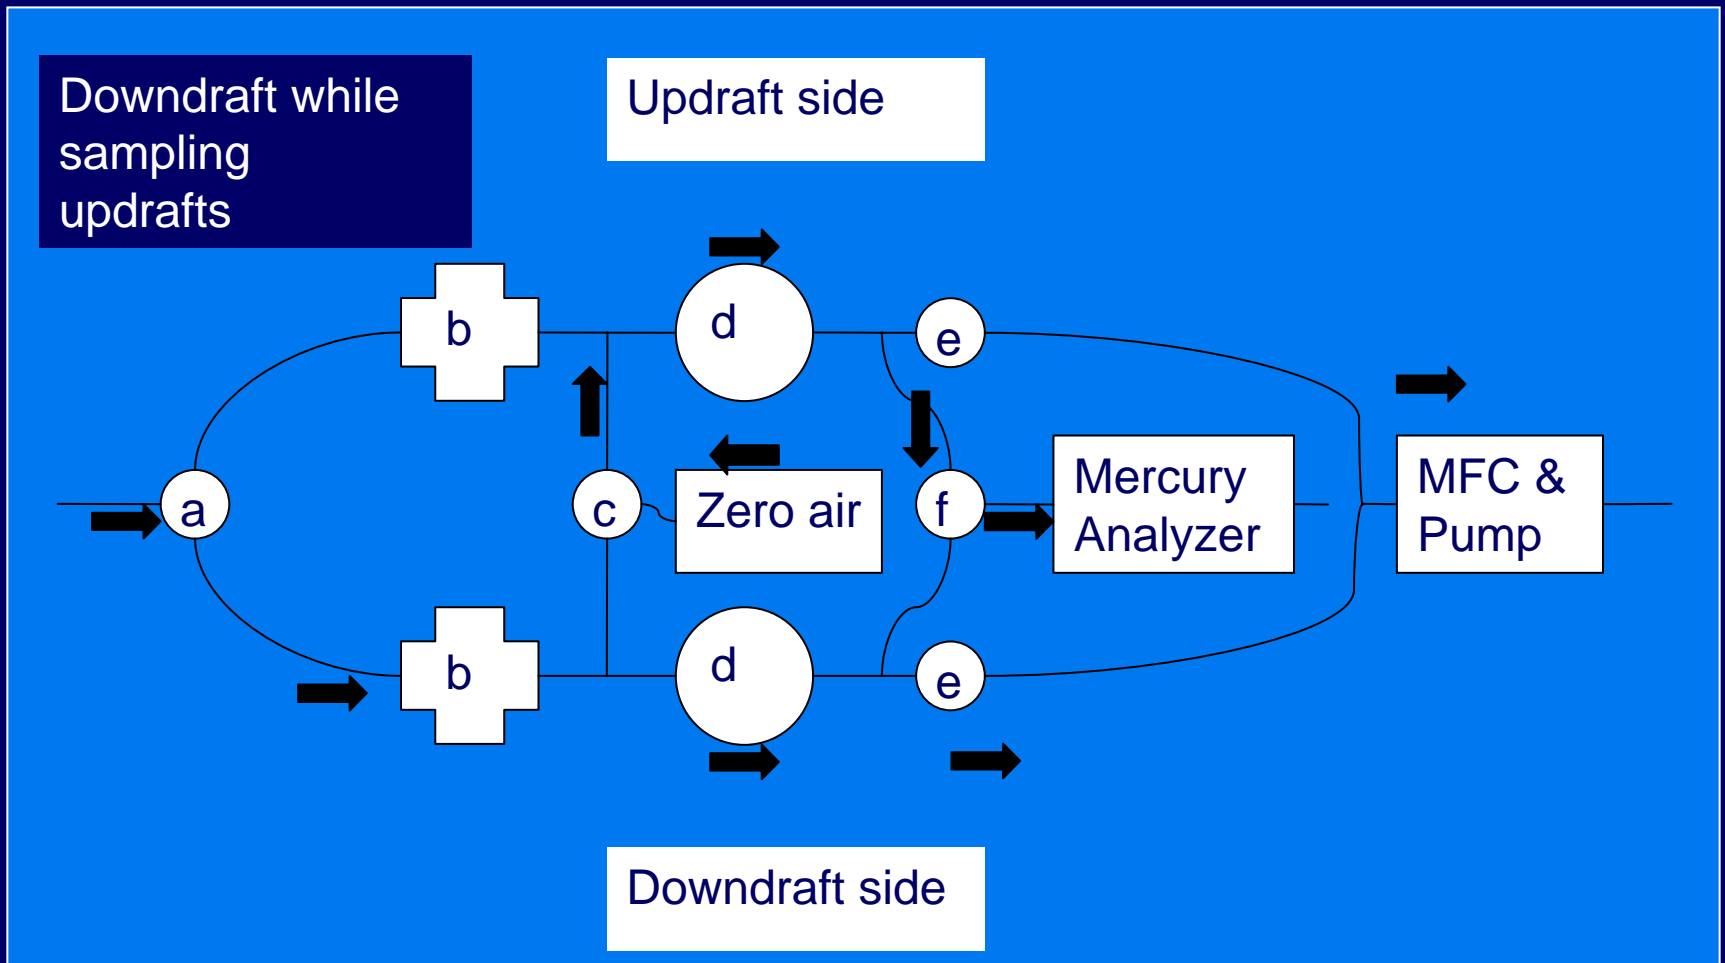 Downdraft while
sampling
updrafts
Updraft side
b
d
e
a
c
Zero air
f
Mercury
Analyzer
MFC &
Pump
b
d
e
Downdraft side